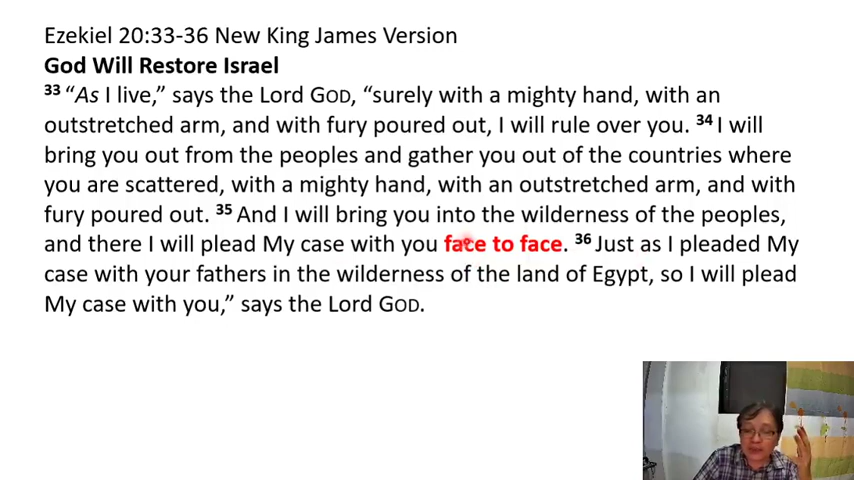 Ezekiel 20:33-36 New King James Version
God Will Restore Israel
33 “As I live,” says the Lord GOD, “surely with a mighty hand, with an
outstretched arm, and with fury poured out, I will rule over you. 34 I will
bring you out from the peoples and gather you out of the countries where
you are scattered, with a mighty hand, with an outstretched arm, and with
fury poured out. 35 And I will bring you into the wilderness of the peoples,
and there I will plead My case with you face to face. 36 Just as I pleaded My
case with your fathers in the wilderness of the land of Egypt, so I will plead
My case with you,” says the Lord GOD.